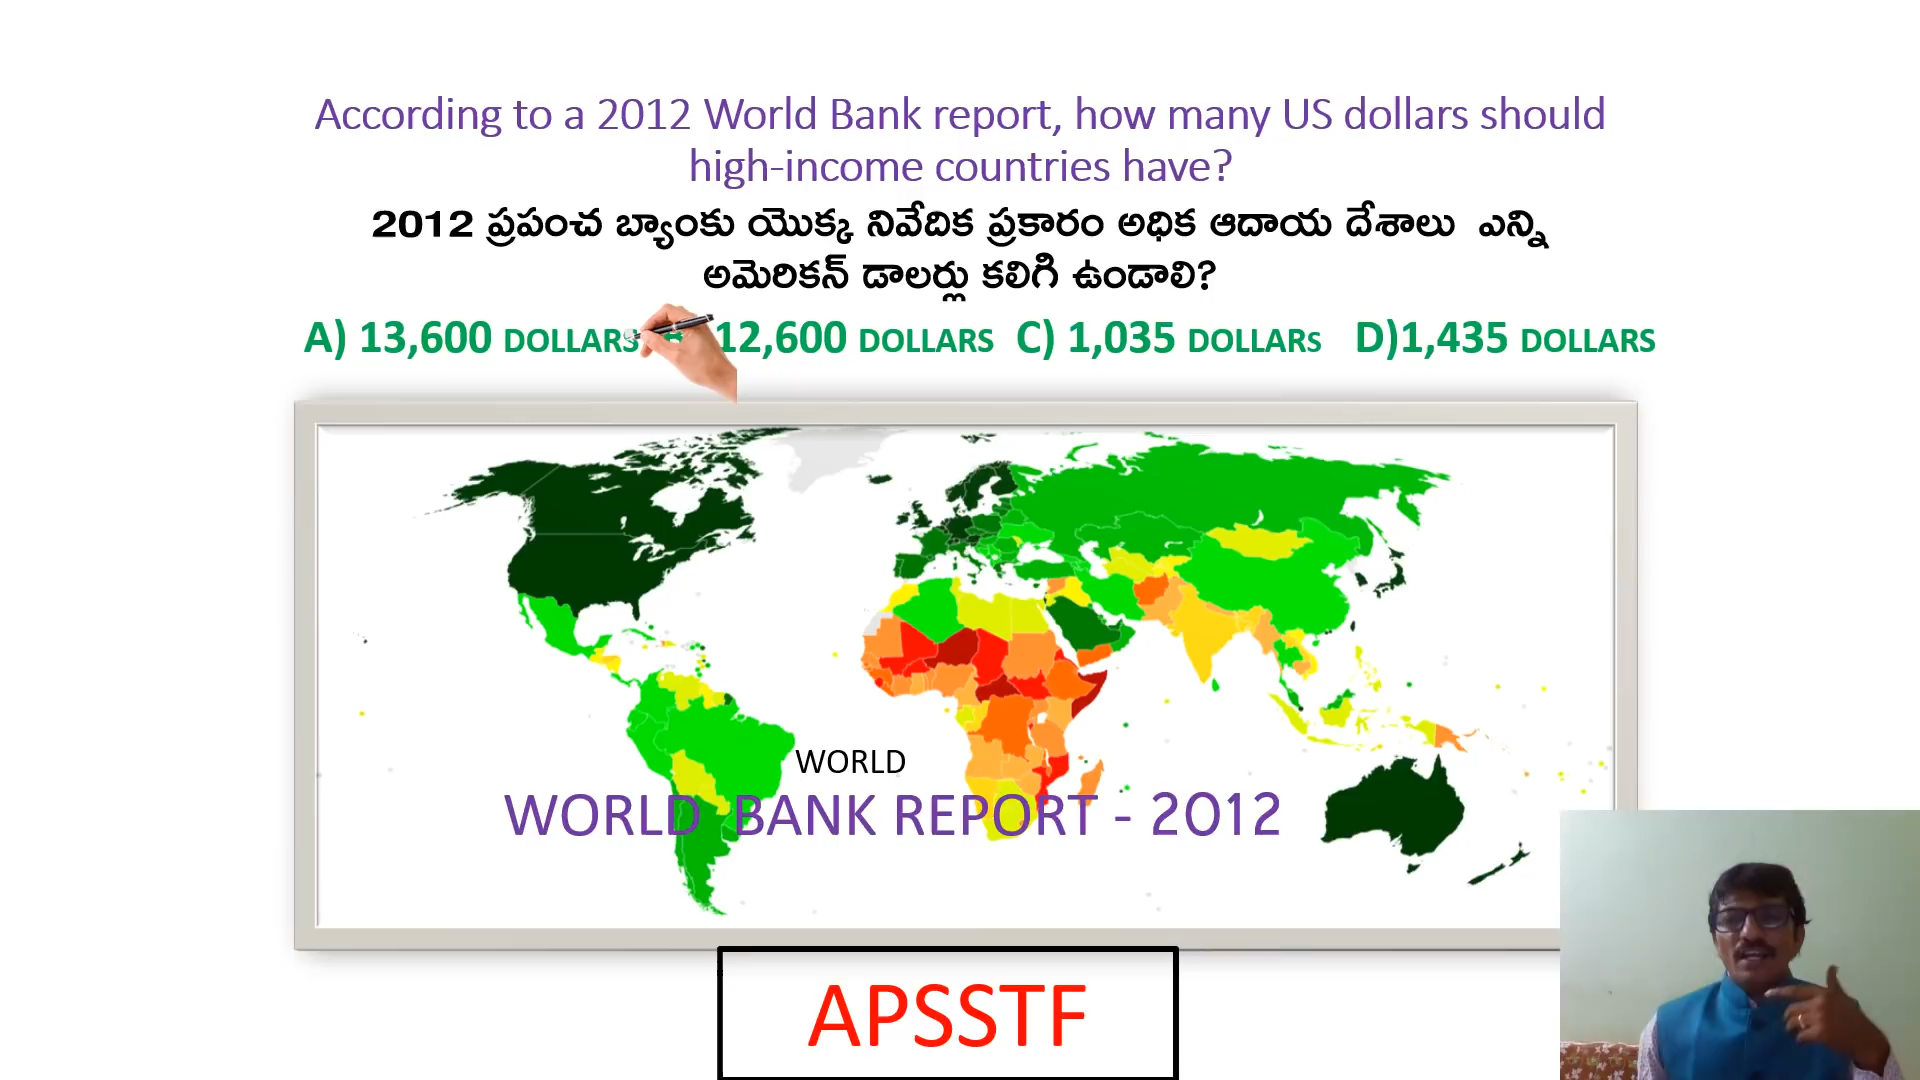 According to a 2012 World Bank report, how many US dollars should
high-income countries have?
2012 ప్రపంచ బ్యాంకు యొక్క నివేదిక ప్రకారం అధిక ఆదాయ దేశాలు ఎన్ని
అమెరికన్ డాలర్లు కలిగి ఉండాలి?
A) 13,600 DOLLARS 12,600 DOLLARS C) 1,035 DOLLARs D)1,435 DOLLARS
WORLD
WORLD BANK REPORT - 2012
APSSTF